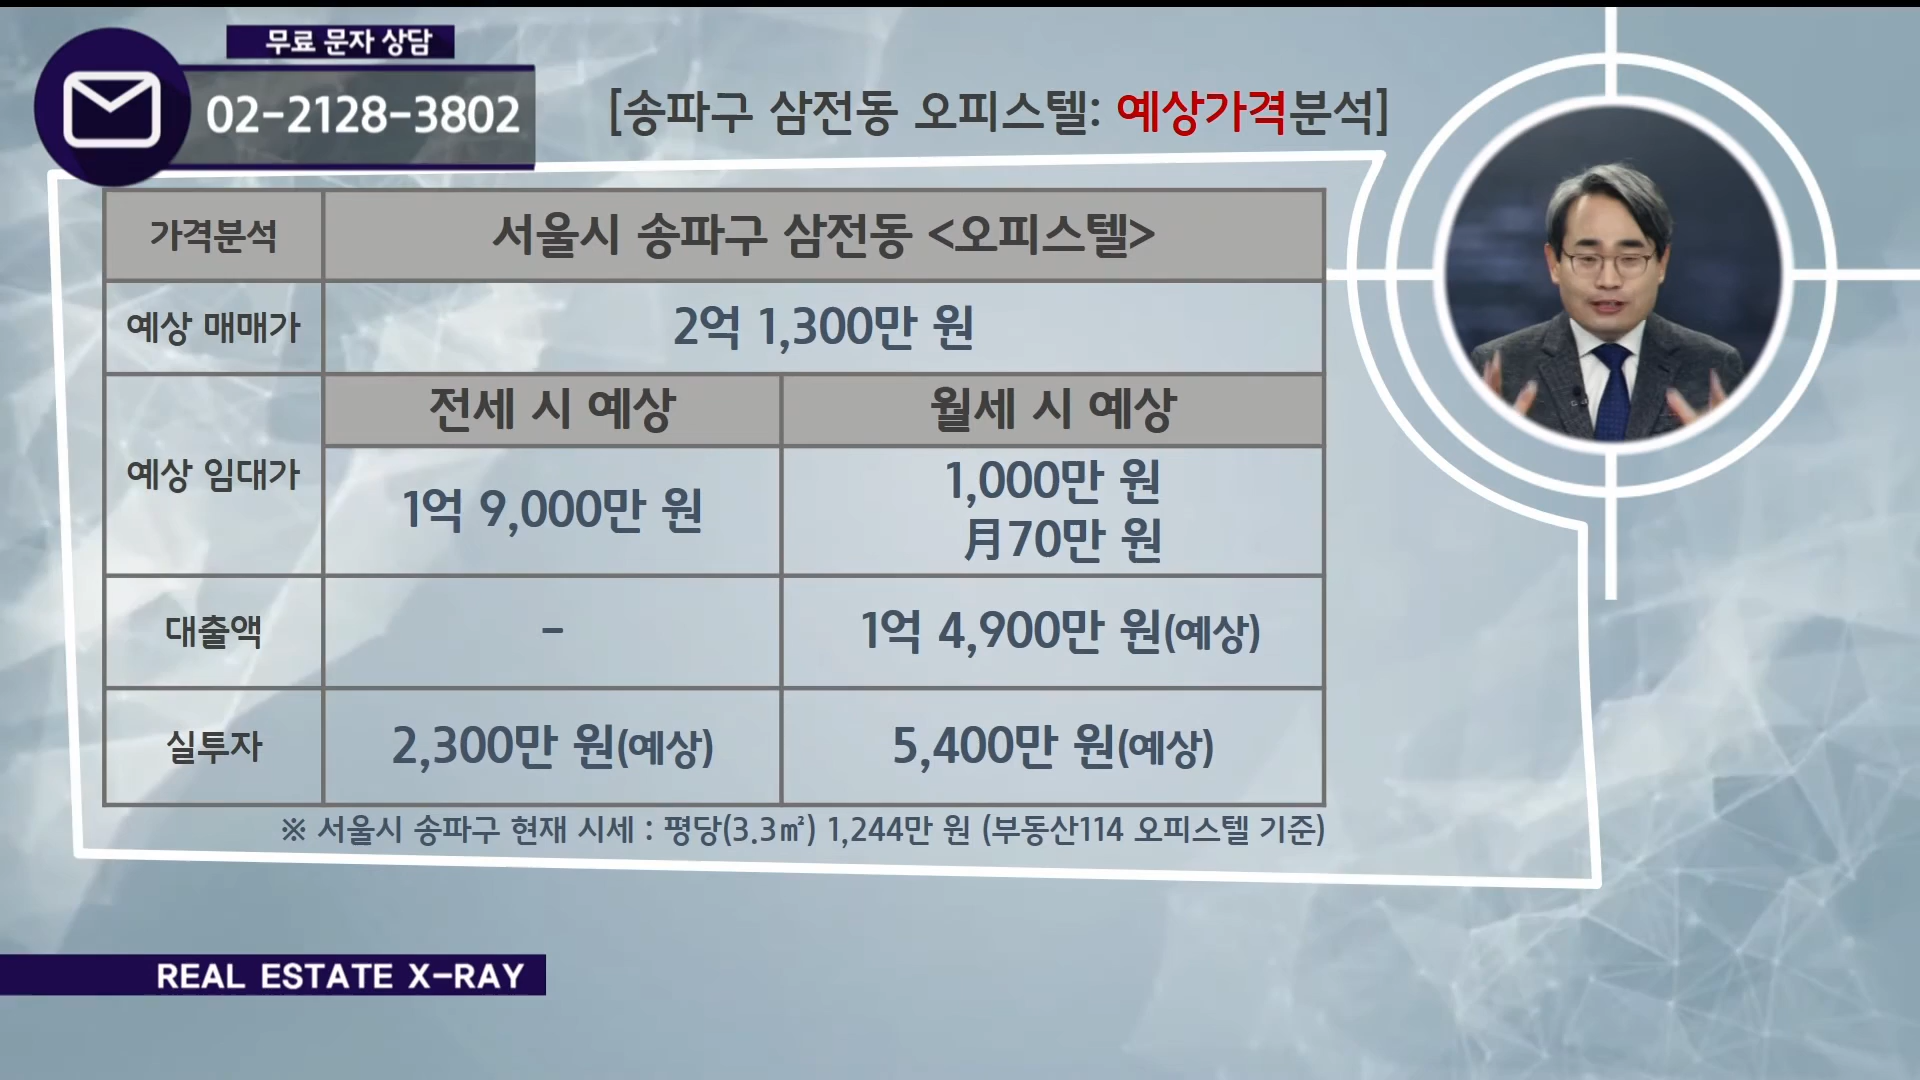 무료 문자 상담
02-2128-3802
[송파구 삼전동 오피스텔: 예상가격분석]
가격분석
서울시 송파구 삼전동 <오피스텔>
예상 매매가
2억 1,300만 원
예상 임대가
전세 시 예상
월세 시 예상
1억 9,000만 원
1,000만 원
月70만 원
대출액
-
1억 4,900만 원(예상)
실투자
2,300만 원(예상)
5,400만 원(예상)
※ 서울시 송파구 현재 시세 : 평당(3.3㎡) 1,244만 원 (부동산114 오피스텔 기준)
REAL ESTATE X-RAY